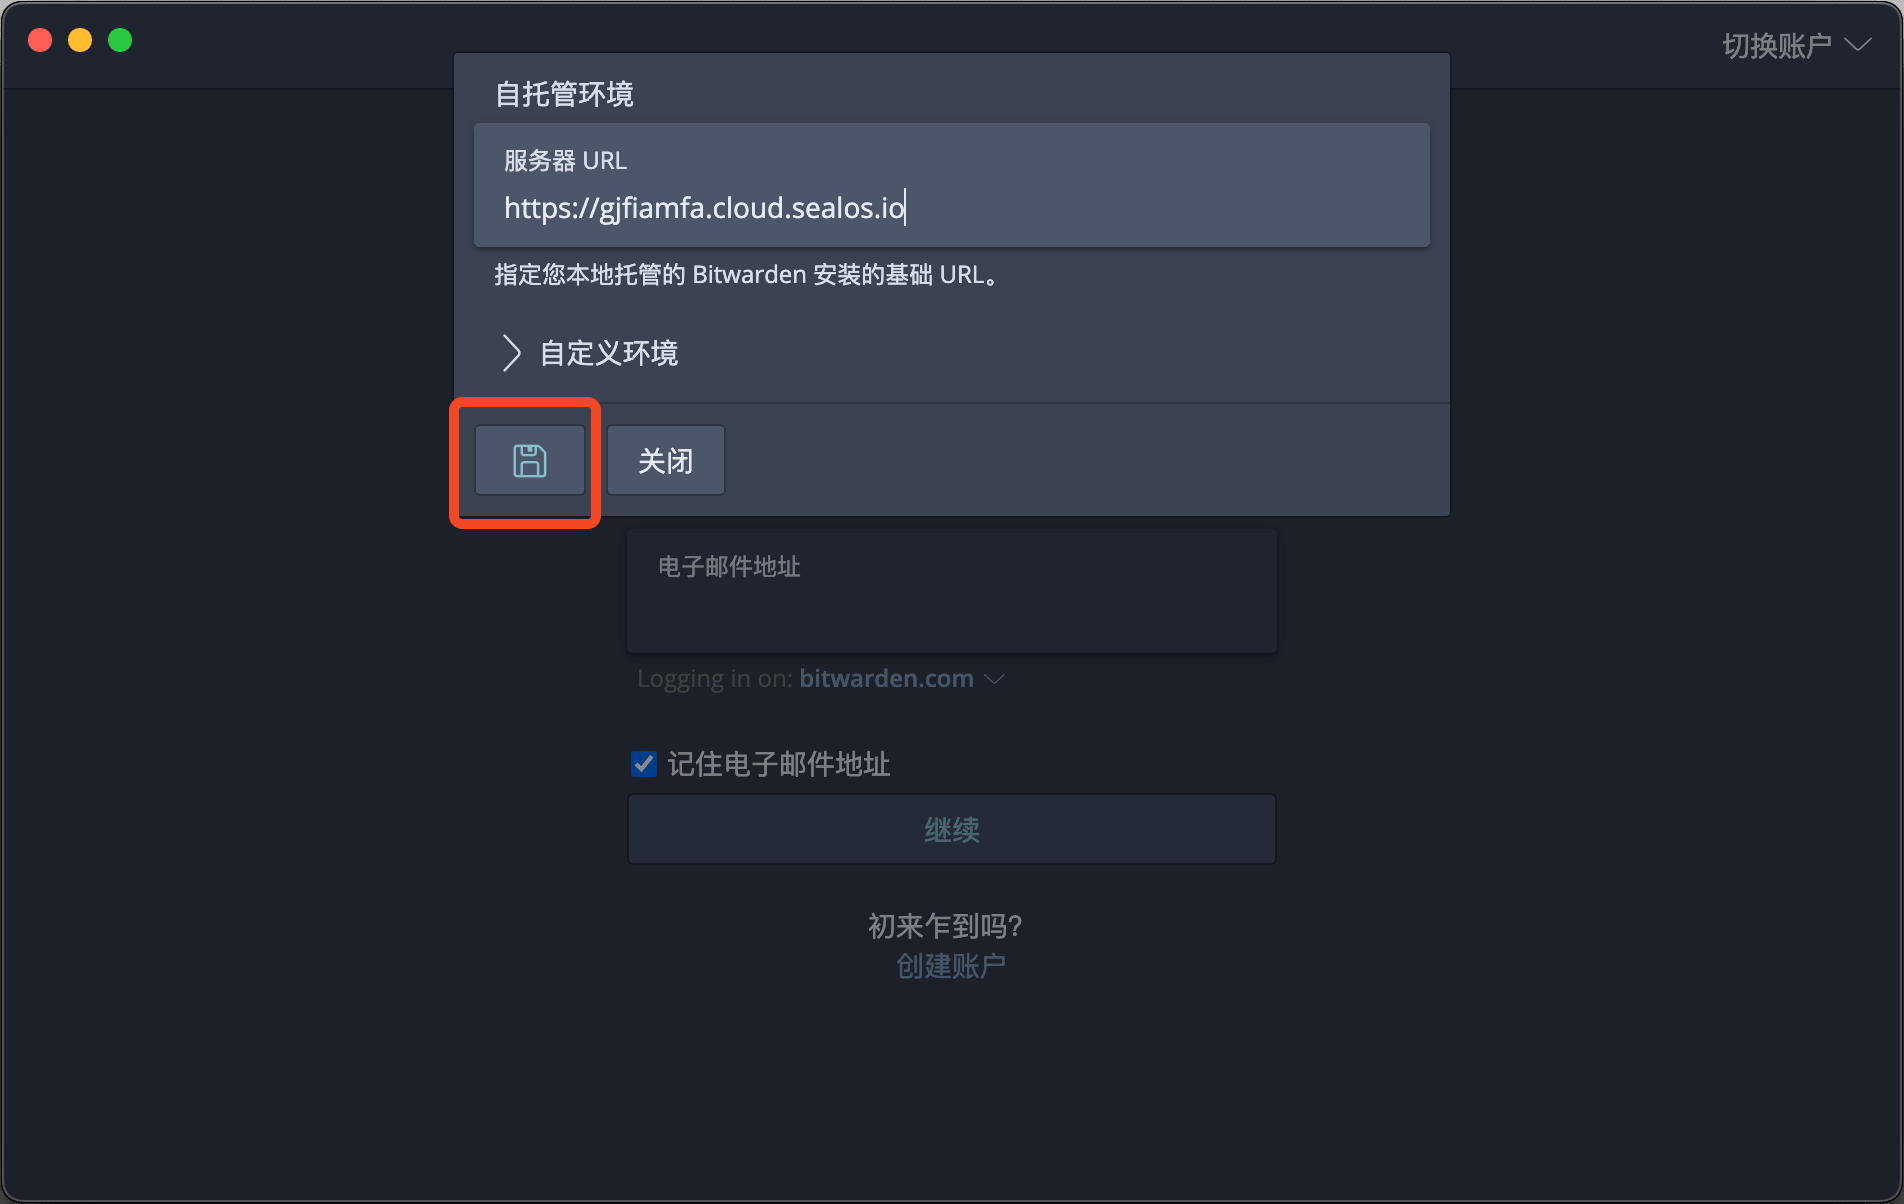 切换账户
自托管环境
服务器 URL
https://gjfiamfa.cloud.sealos.io
指定您本地托管的 Bitwarden 安装的基础 URL。
自定义环境
关闭
电子邮件地址
Logging in on: bitwarden.com
记住电子邮件地址
继续
初来乍到吗?
创建账户